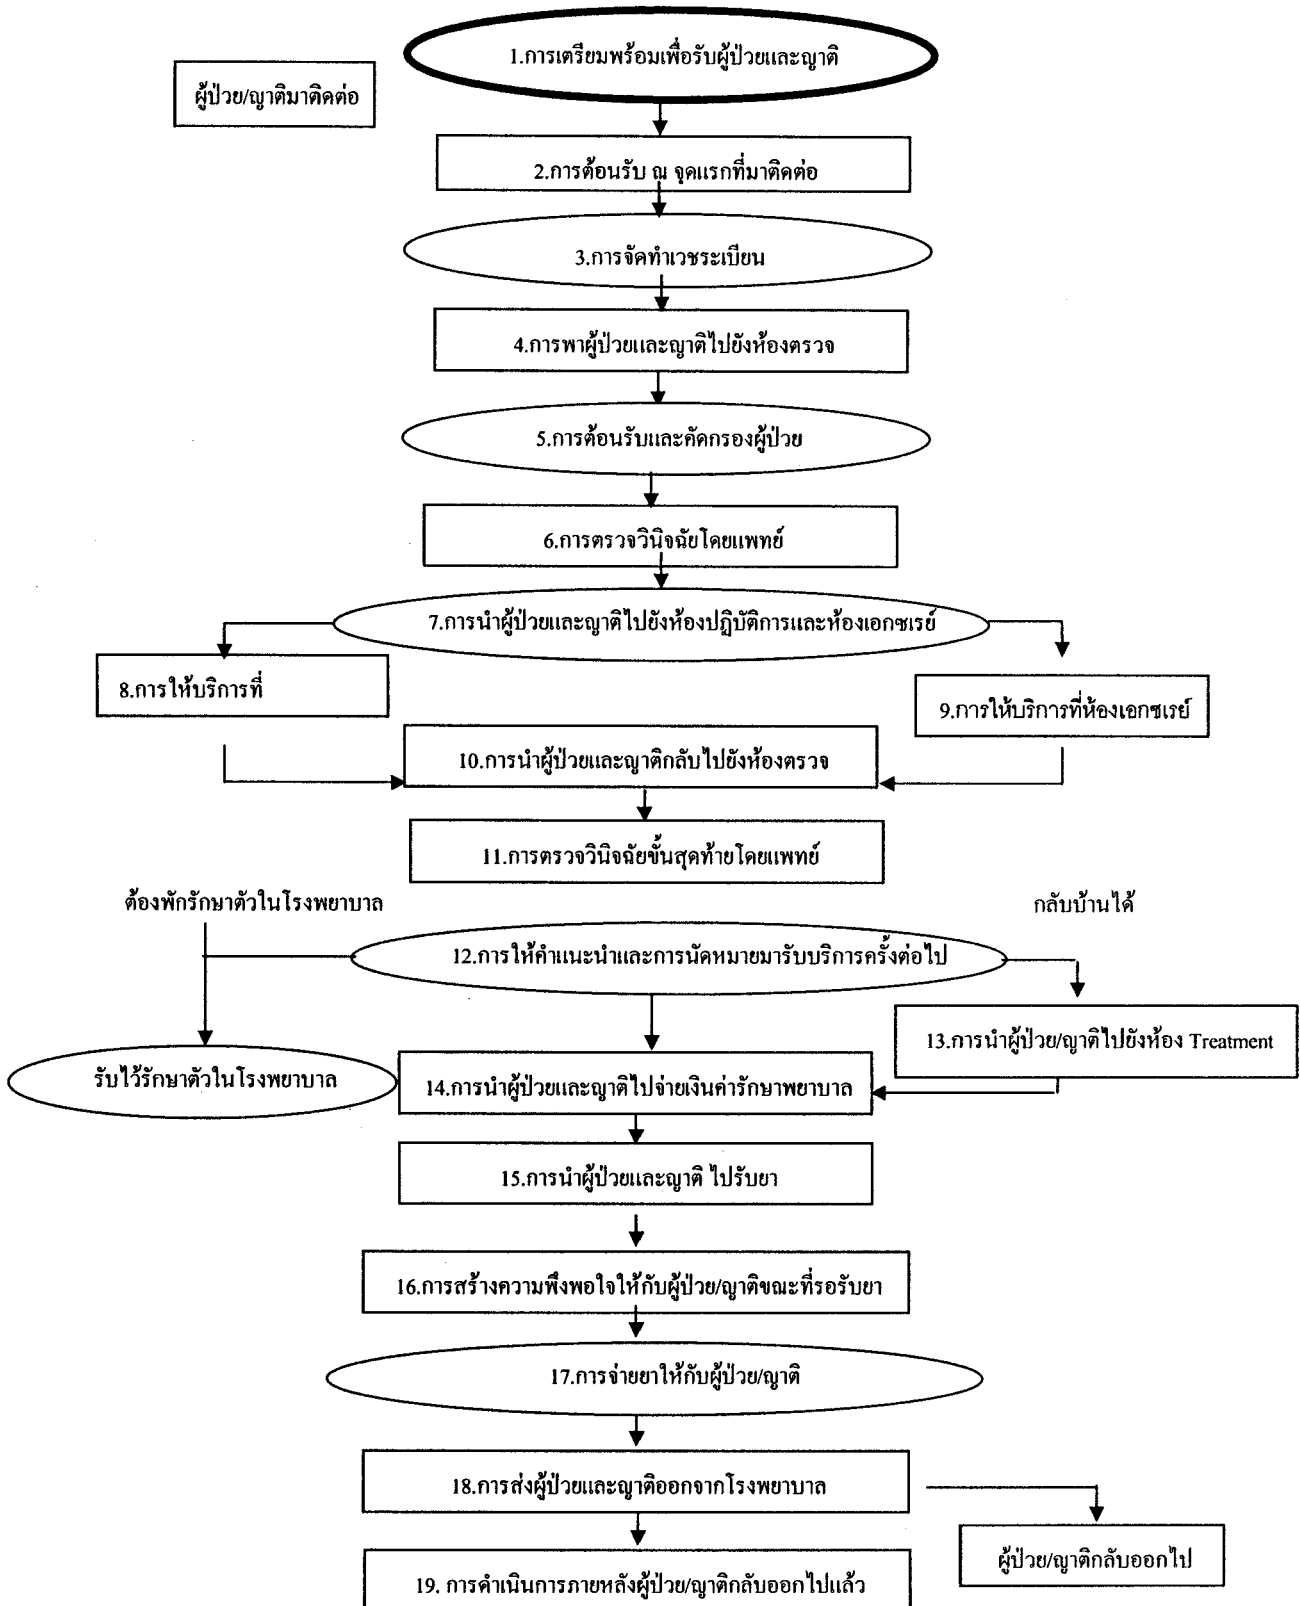 1.การเตรียมพร้อมเพื่อรับผู้ป่วยและญาติ
ผู้ป่วย/ญาติมาติดต่อ
2.การต้อนรับ ณ จุดแรกที่มาติดต่อ
3.การจัดทำเวชระเบียน
4.การพาผู้ป่วยและญาติไปยังห้องตรวจ
5.การต้อนรับและคัดกรองผู้ป่วย
6.การตรวจวินิจฉัยโดยแพทย์
7.การนำผู้ป่วยและญาติไปยังห้องปฏิบัติการและห้องเอกซเรย์
8.การให้บริการที่
9.การให้บริการที่ห้องเอกซเรย์
10.การนำผู้ป่วยและญาติกลับไปยังห้องตรวจ
11.การตรวจวินิจฉัยขั้นสุดท้ายโดยแพทย์
ต้องพักรักษาตัวในโรงพยาบาล
กลับบ้านได้
12.การให้คำแนะนำและการนัดหมายมารับบริการครั้งต่อไป
13.การนำผู้ป่วย/ญาติไปยังห้อง Treatment
รับไว้รักษาตัวในโรงพยาบาล
14.การนำผู้ป่วยและญาติไปจ่ายเงินค่ารักษาพยาบาล
15.การนำผู้ป่วยและญาติ ไปรับยา
16.การสร้างความพึงพอใจให้กับผู้ป่วย/ญาติขณะที่รอรับยา
17.การจ่ายยาให้กับผู้ป่วย/ญาติ
18.การส่งผู้ป่วยและญาติออกจากโรงพยาบาล
ผู้ป่วย/ญาติกลับออกไป
19. การดำเนินการภายหลังผู้ป่วย/ญาติกลับออกไปแล้ว